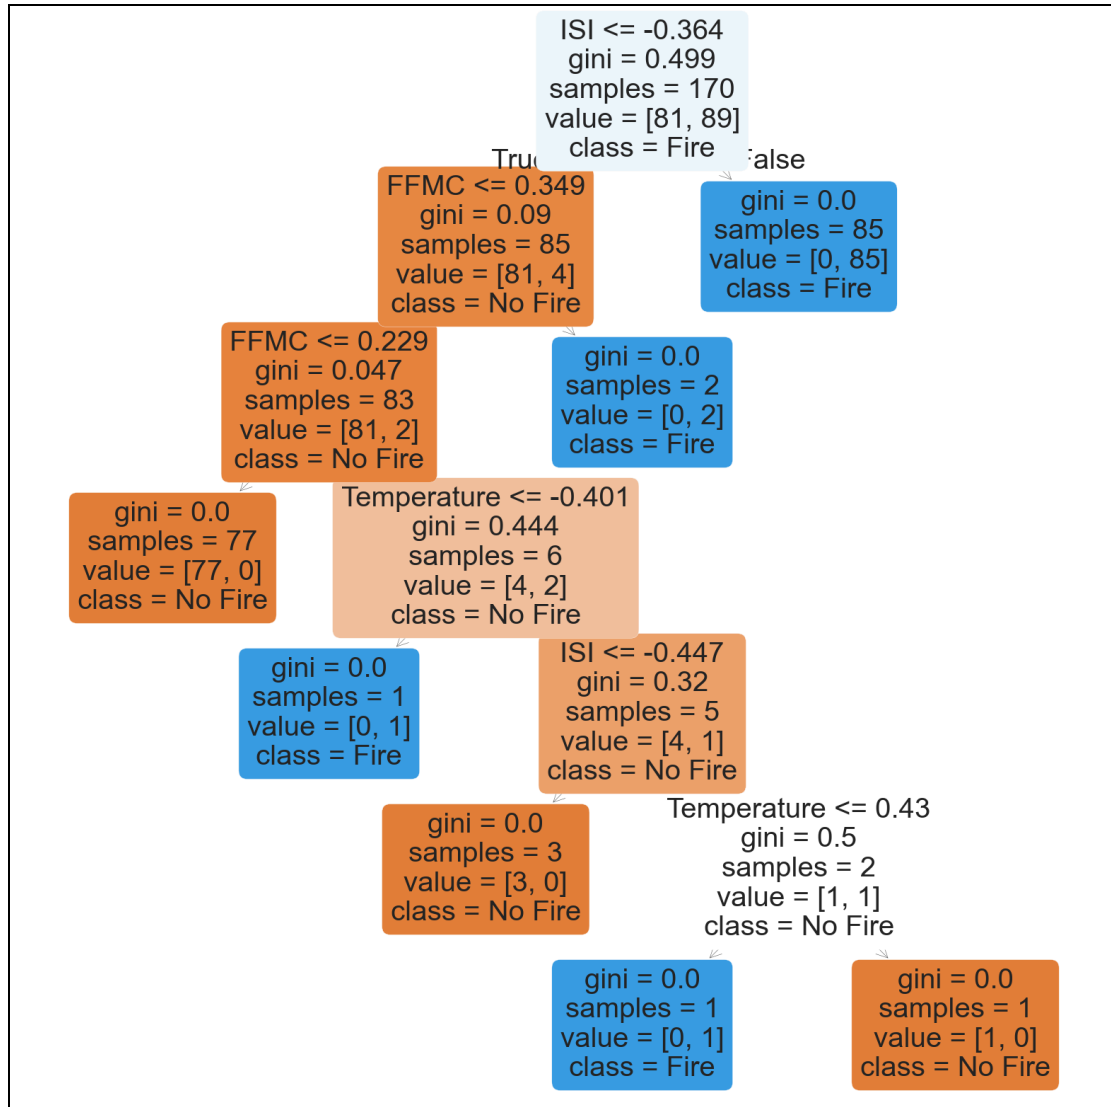 ISI <= -0.364
gini = 0.499
samples = 170
value = [81, 89]
class = Fire
FFMC <= 0.349
gini = 0.09
samples = 85
value = [81, 4]
class = No Fire
gini = 0.0
samples = 85
value = [0, 85]
class = Fire
FFMC <= 0.229
gini = 0.047
samples = 83
value = [81, 2]
class = No Fire
gini = 0.0
samples = 2
value = [0, 2]
class = Fire
gini = 0.0
samples = 77
value = [77, 0]
class = No Fire
Temperature <= -0.401
gini = 0.444
samples = 6
value = [4, 2]
class = No Fire
gini = 0.0
samples = 1
value = [0, 1]
class = Fire
ISI <= -0.447
gini = 0.32
samples = 5
value = [4, 1]
class = No Fire
gini = 0.0
samples = 3
value = [3, 0]
class = No Fire
Temperature <= 0.43
gini = 0.5
samples = 2
value = [1, 1]
class = No Fire
gini = 0.0
samples = 1
value = [0, 1]
class = Fire
gini = 0.0
samples = 1
value = [1, 0]
class = No Fire